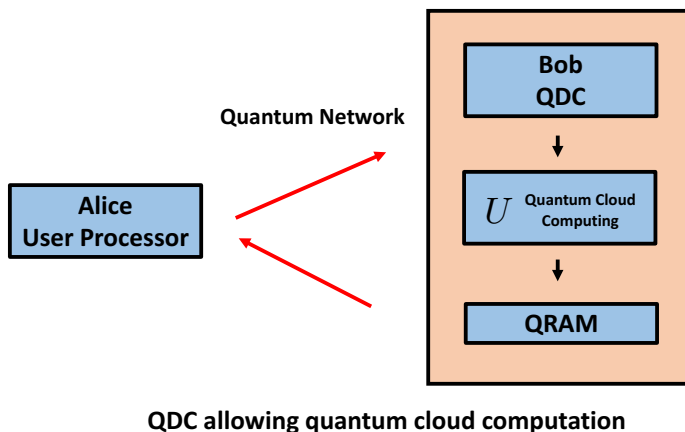 Bob
QDC
Quantum Network
Alice
User Processor
U Quantum Cloud
Computing
QRAM
QDC allowing quantum cloud computation